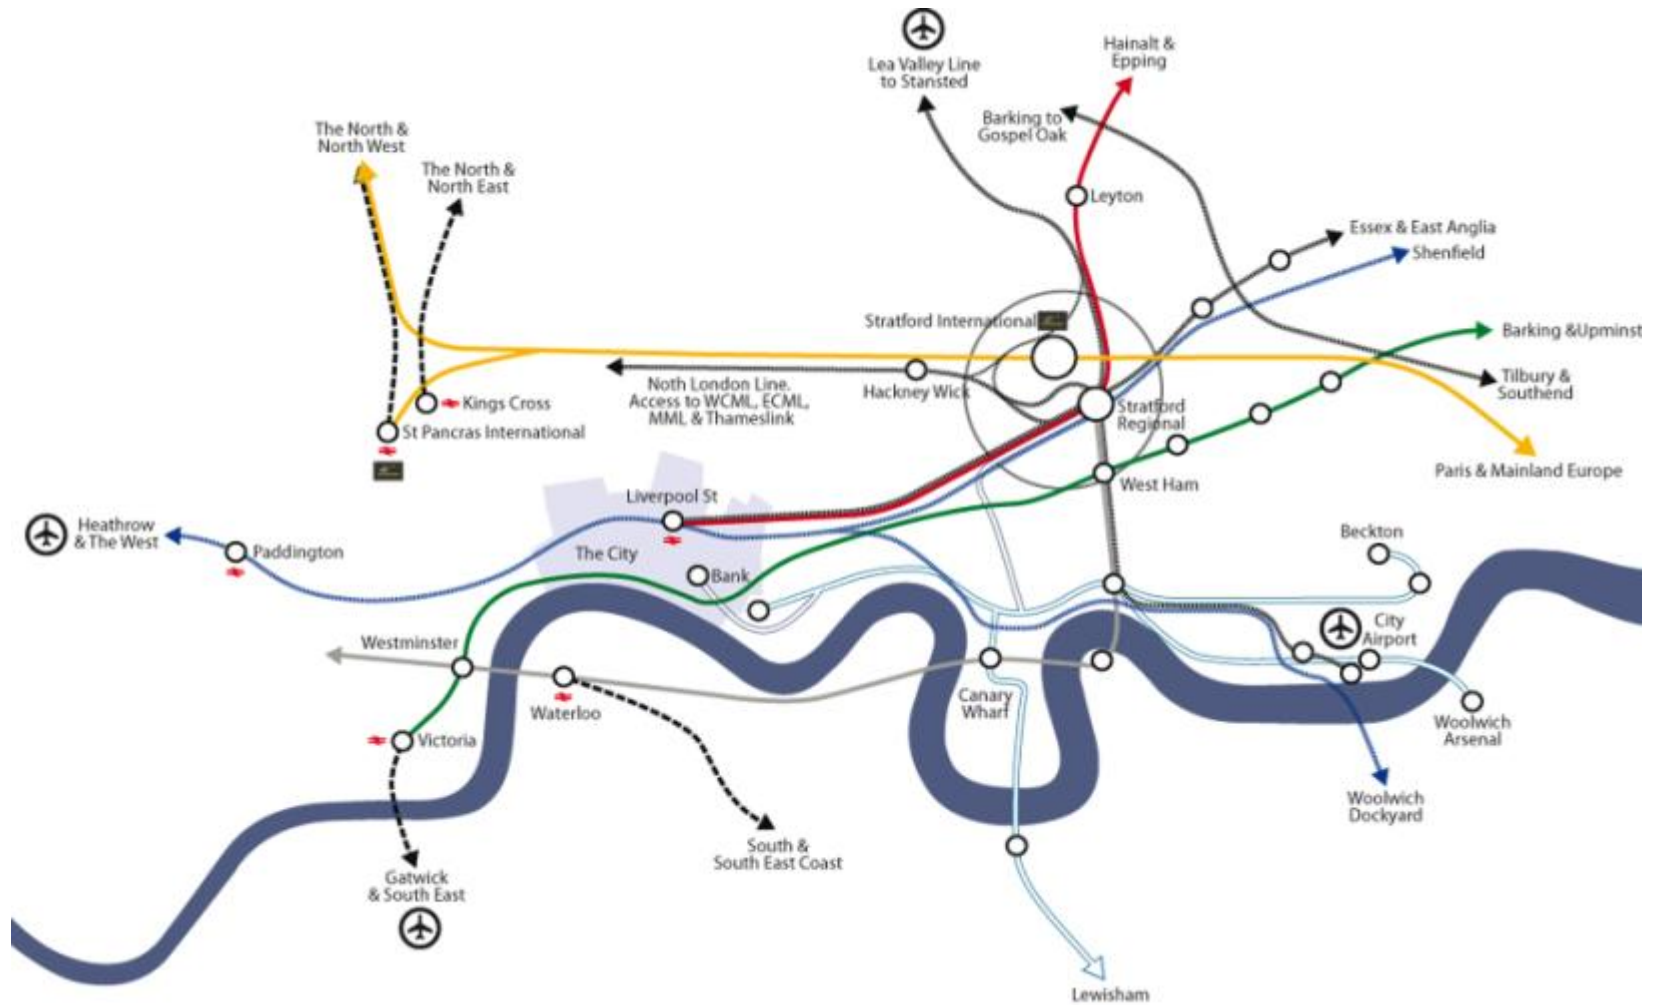 Lea Valley Line
to Stansted
Hainalt &
Epping
Barking to
Gospel Oak
The North &
North West
The North &
North East
Leyton
Essex & East Anglia
Shenfield
Stratford International
Barking &Upminst
Hackney Wick
Noth London Line.
Access to WCML, ECML,
MML & Thameslink
Tilbury &
Southend
Kings Cross
St Pancras International
Stratford
Regional
Paris & Mainland Europe
West Ham
Liverpool St
Heathrow
& The West
Paddington
The City
Bank
Beckton
City
Airport
Westminster
Waterloo
Canary
Wharf
Victoria
Woolwich
Arsenal
Woolwich
Dockyard
South &
South East Coast
Gatwick
& South East
Lewisham